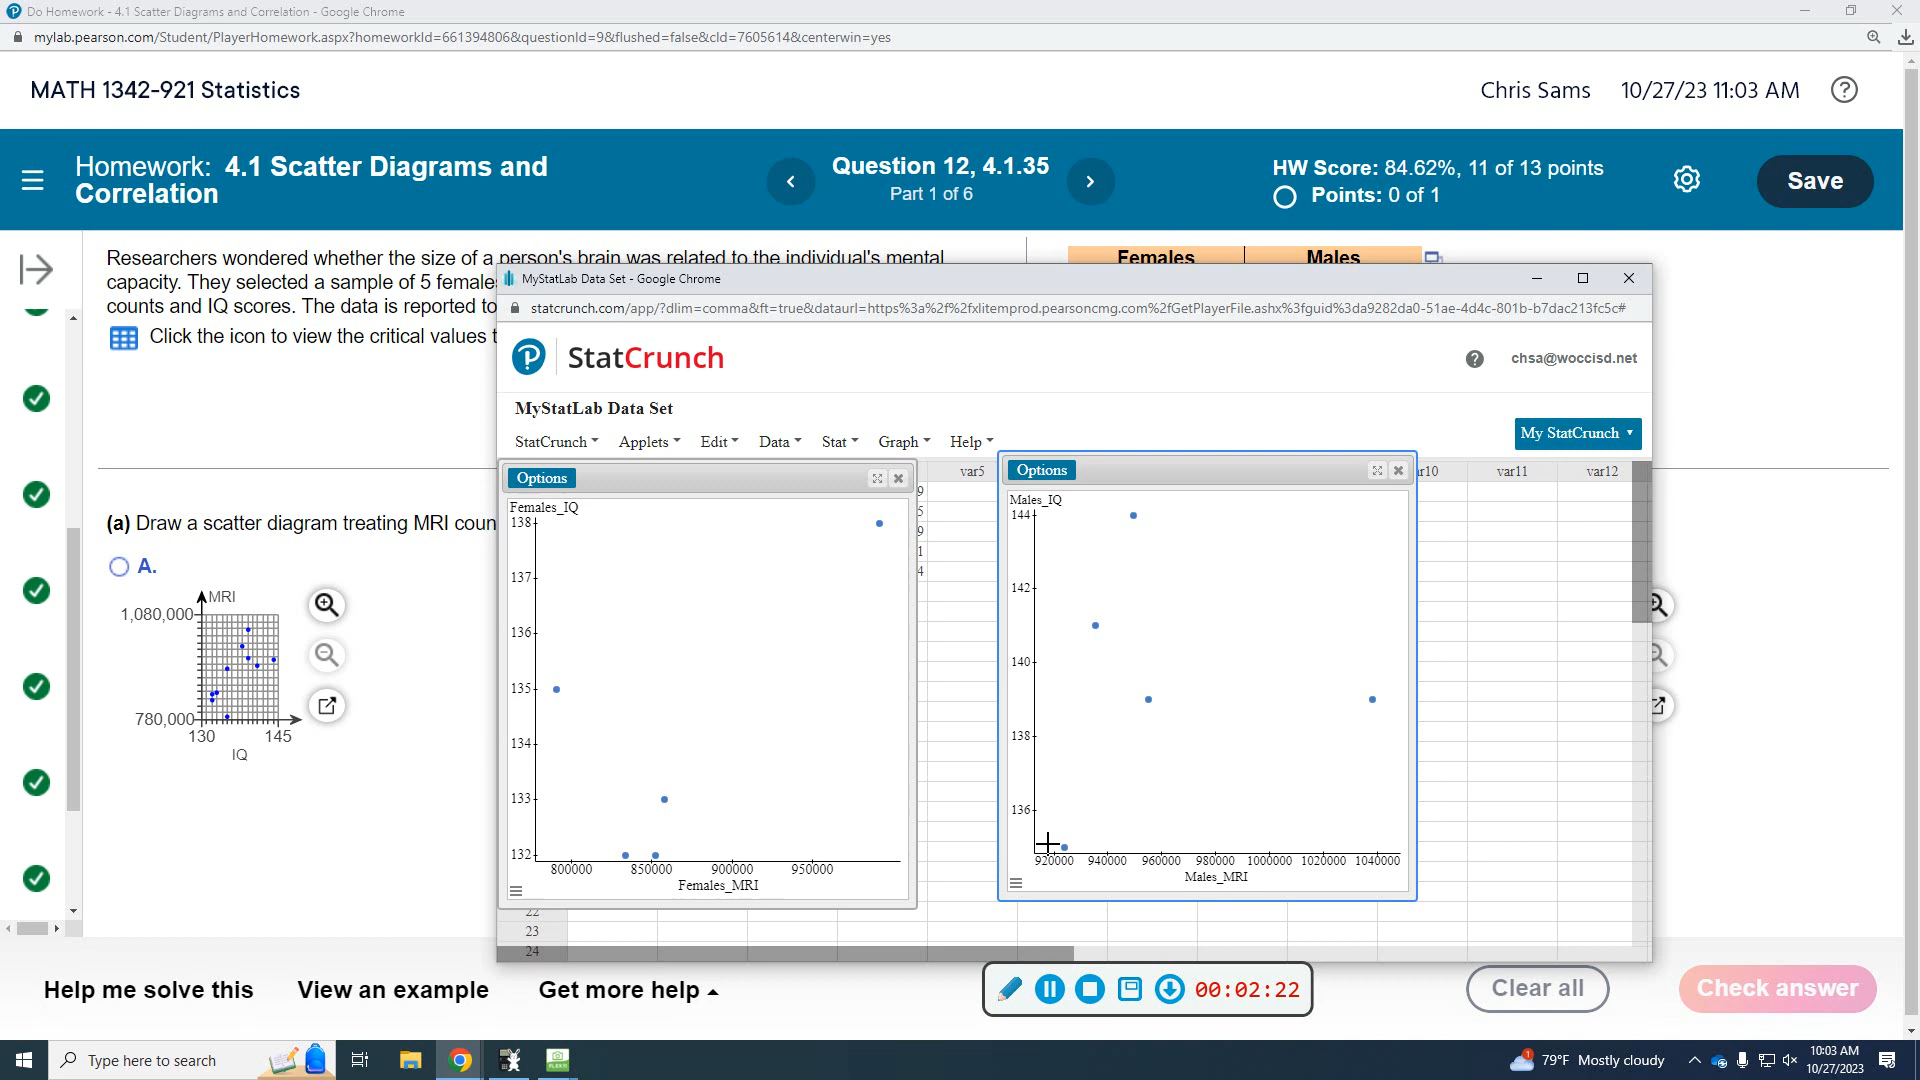 Do Homework - 4.1 Scatter Diagrams and Correlation - Google Chrome
mylab.pearson.com/Student/PlayerHomework.aspx?homeworkId=661394806&questionId=9&flushed=false&cId=7605614&centerwin=yes
MATH 1342-921 Statistics
Chris Sams
10/27/23 11:03 AM
Homework: 4.1 Scatter Diagrams and
Correlation
Question 12, 4.1.35
Part 1 of 6
HW Score: 84.62%, 11 of 13 points
Points: 0 of 1
Save
Researchers wondered whether the size of a person's brain was related to the individual's mental
capacity. They selected a sample of 5 female
counts and IQ scores. The data is reported to
Click the icon to view the critical values
Females
Males
(a) Draw a scatter diagram treating MRI coun
A.
MRI
1,080,000
780,000
130
145
IQ
MyStatLab Data Set - Google Chrome
statcrunch.com/app/?dlim=comma&ft=true&dataurl=https%3a%2f%2fxlitemprod.pearsoncmg.com%2fGetPlayerFile.ashx%3fguid%3da9282da0-51ae-4d4c-801b-b7dac213fc5c#
StatCrunch
chsa@woccisd.net
MyStatLab Data Set
StatCrunch
Applets
Edit
Data
Stat
Graph
Help
My StatCrunch
var5
r10
var11
var12
9
5
9
1
4
Options
Females_IQ
138
137
136
135
134
133
132
800000
850000
900000
950000
Females_MRI
Options
Males_IQ
144
142
140
138
136
920000
940000
960000
980000
1000000
1020000
1040000
Males_MRI
22
23
24
Help me solve this
View an example
Get more help
00:02:22
Clear all
Check answer
Type here to search
1
79°F Mostly cloudy
10:03 AM
10/27/2023